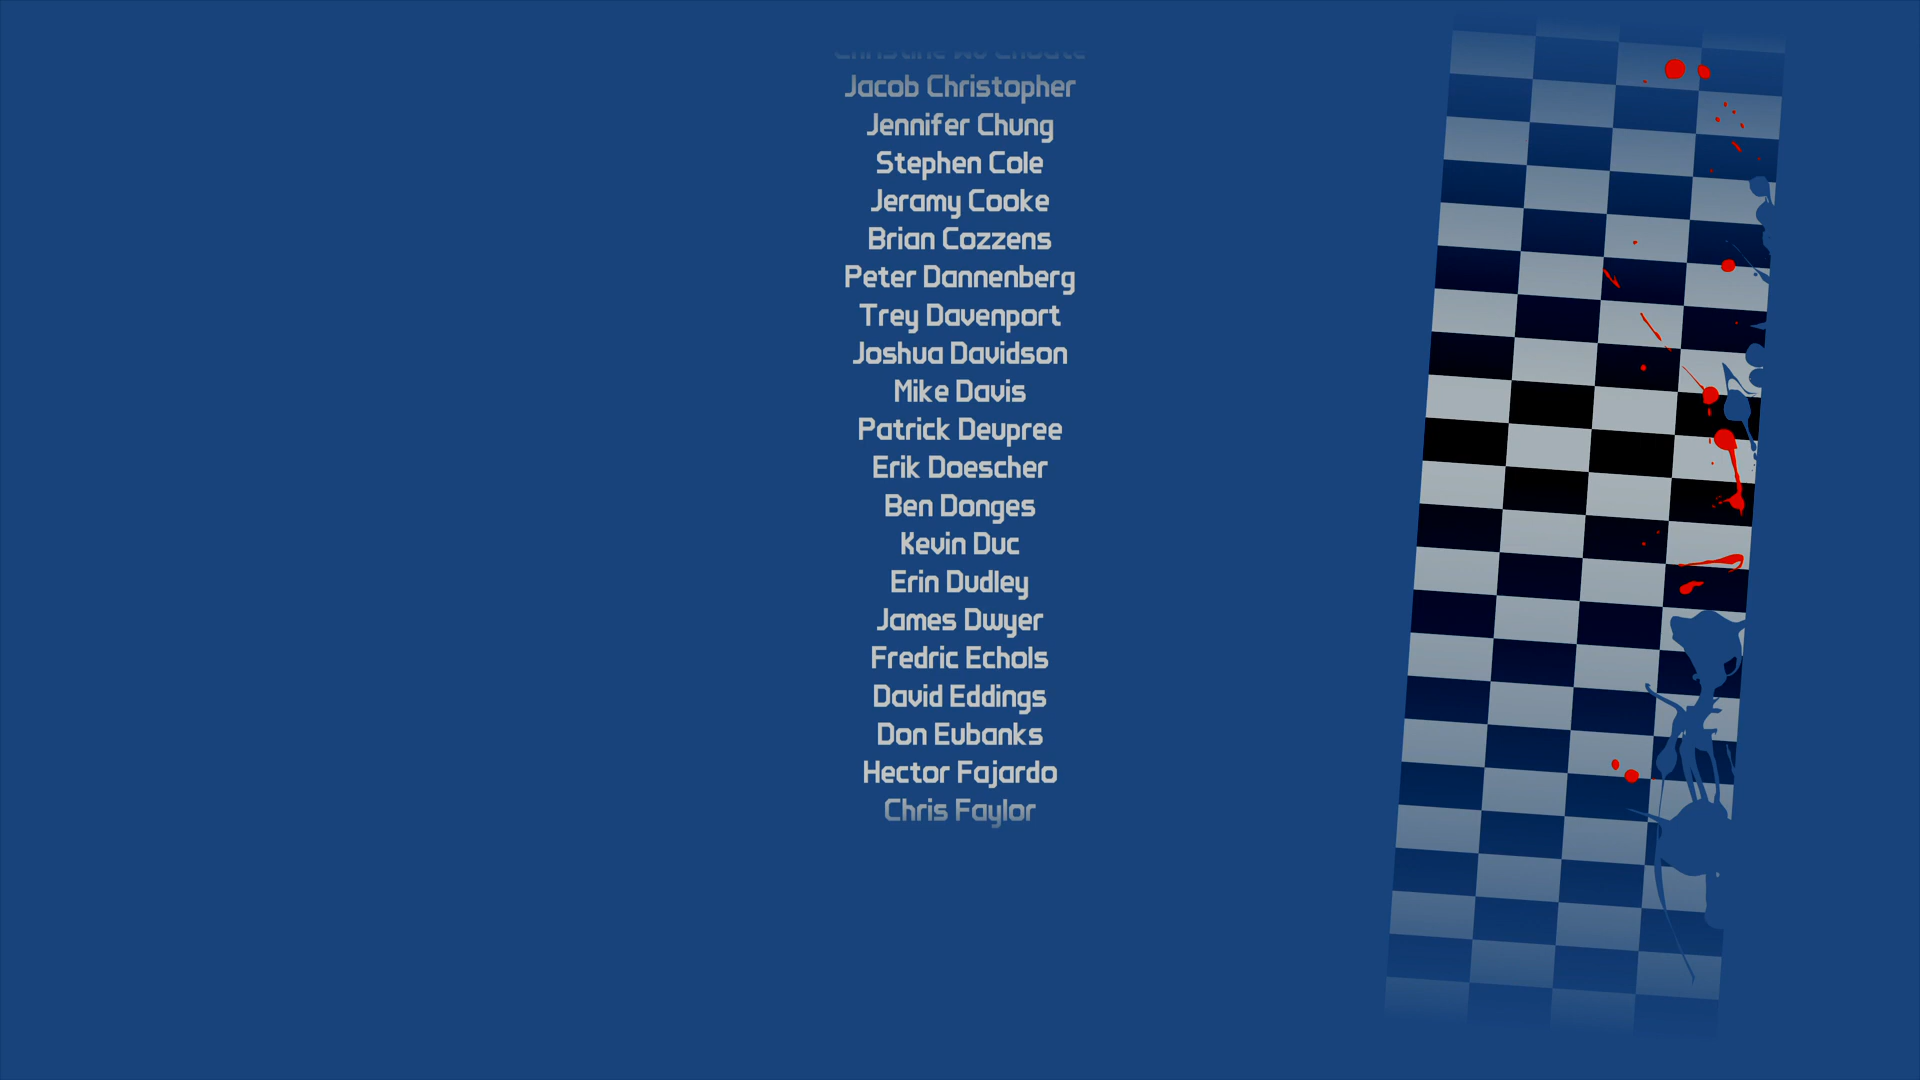 Jacob Christopher
Jennifer Chung
Stephen Cole
Jeramy Cooke
Brian Cozzens
Peter Dannenberg
Trey Davenport
Joshua Davidson
Mike Davis
Patrick Deupree
Erik Doescher
Ben Donges
Kevin Duc
Erin Dudley
James Dwyer
Fredric Echols
David Eddings
Don Eubanks
Hector Fajardo
Chris Faylor